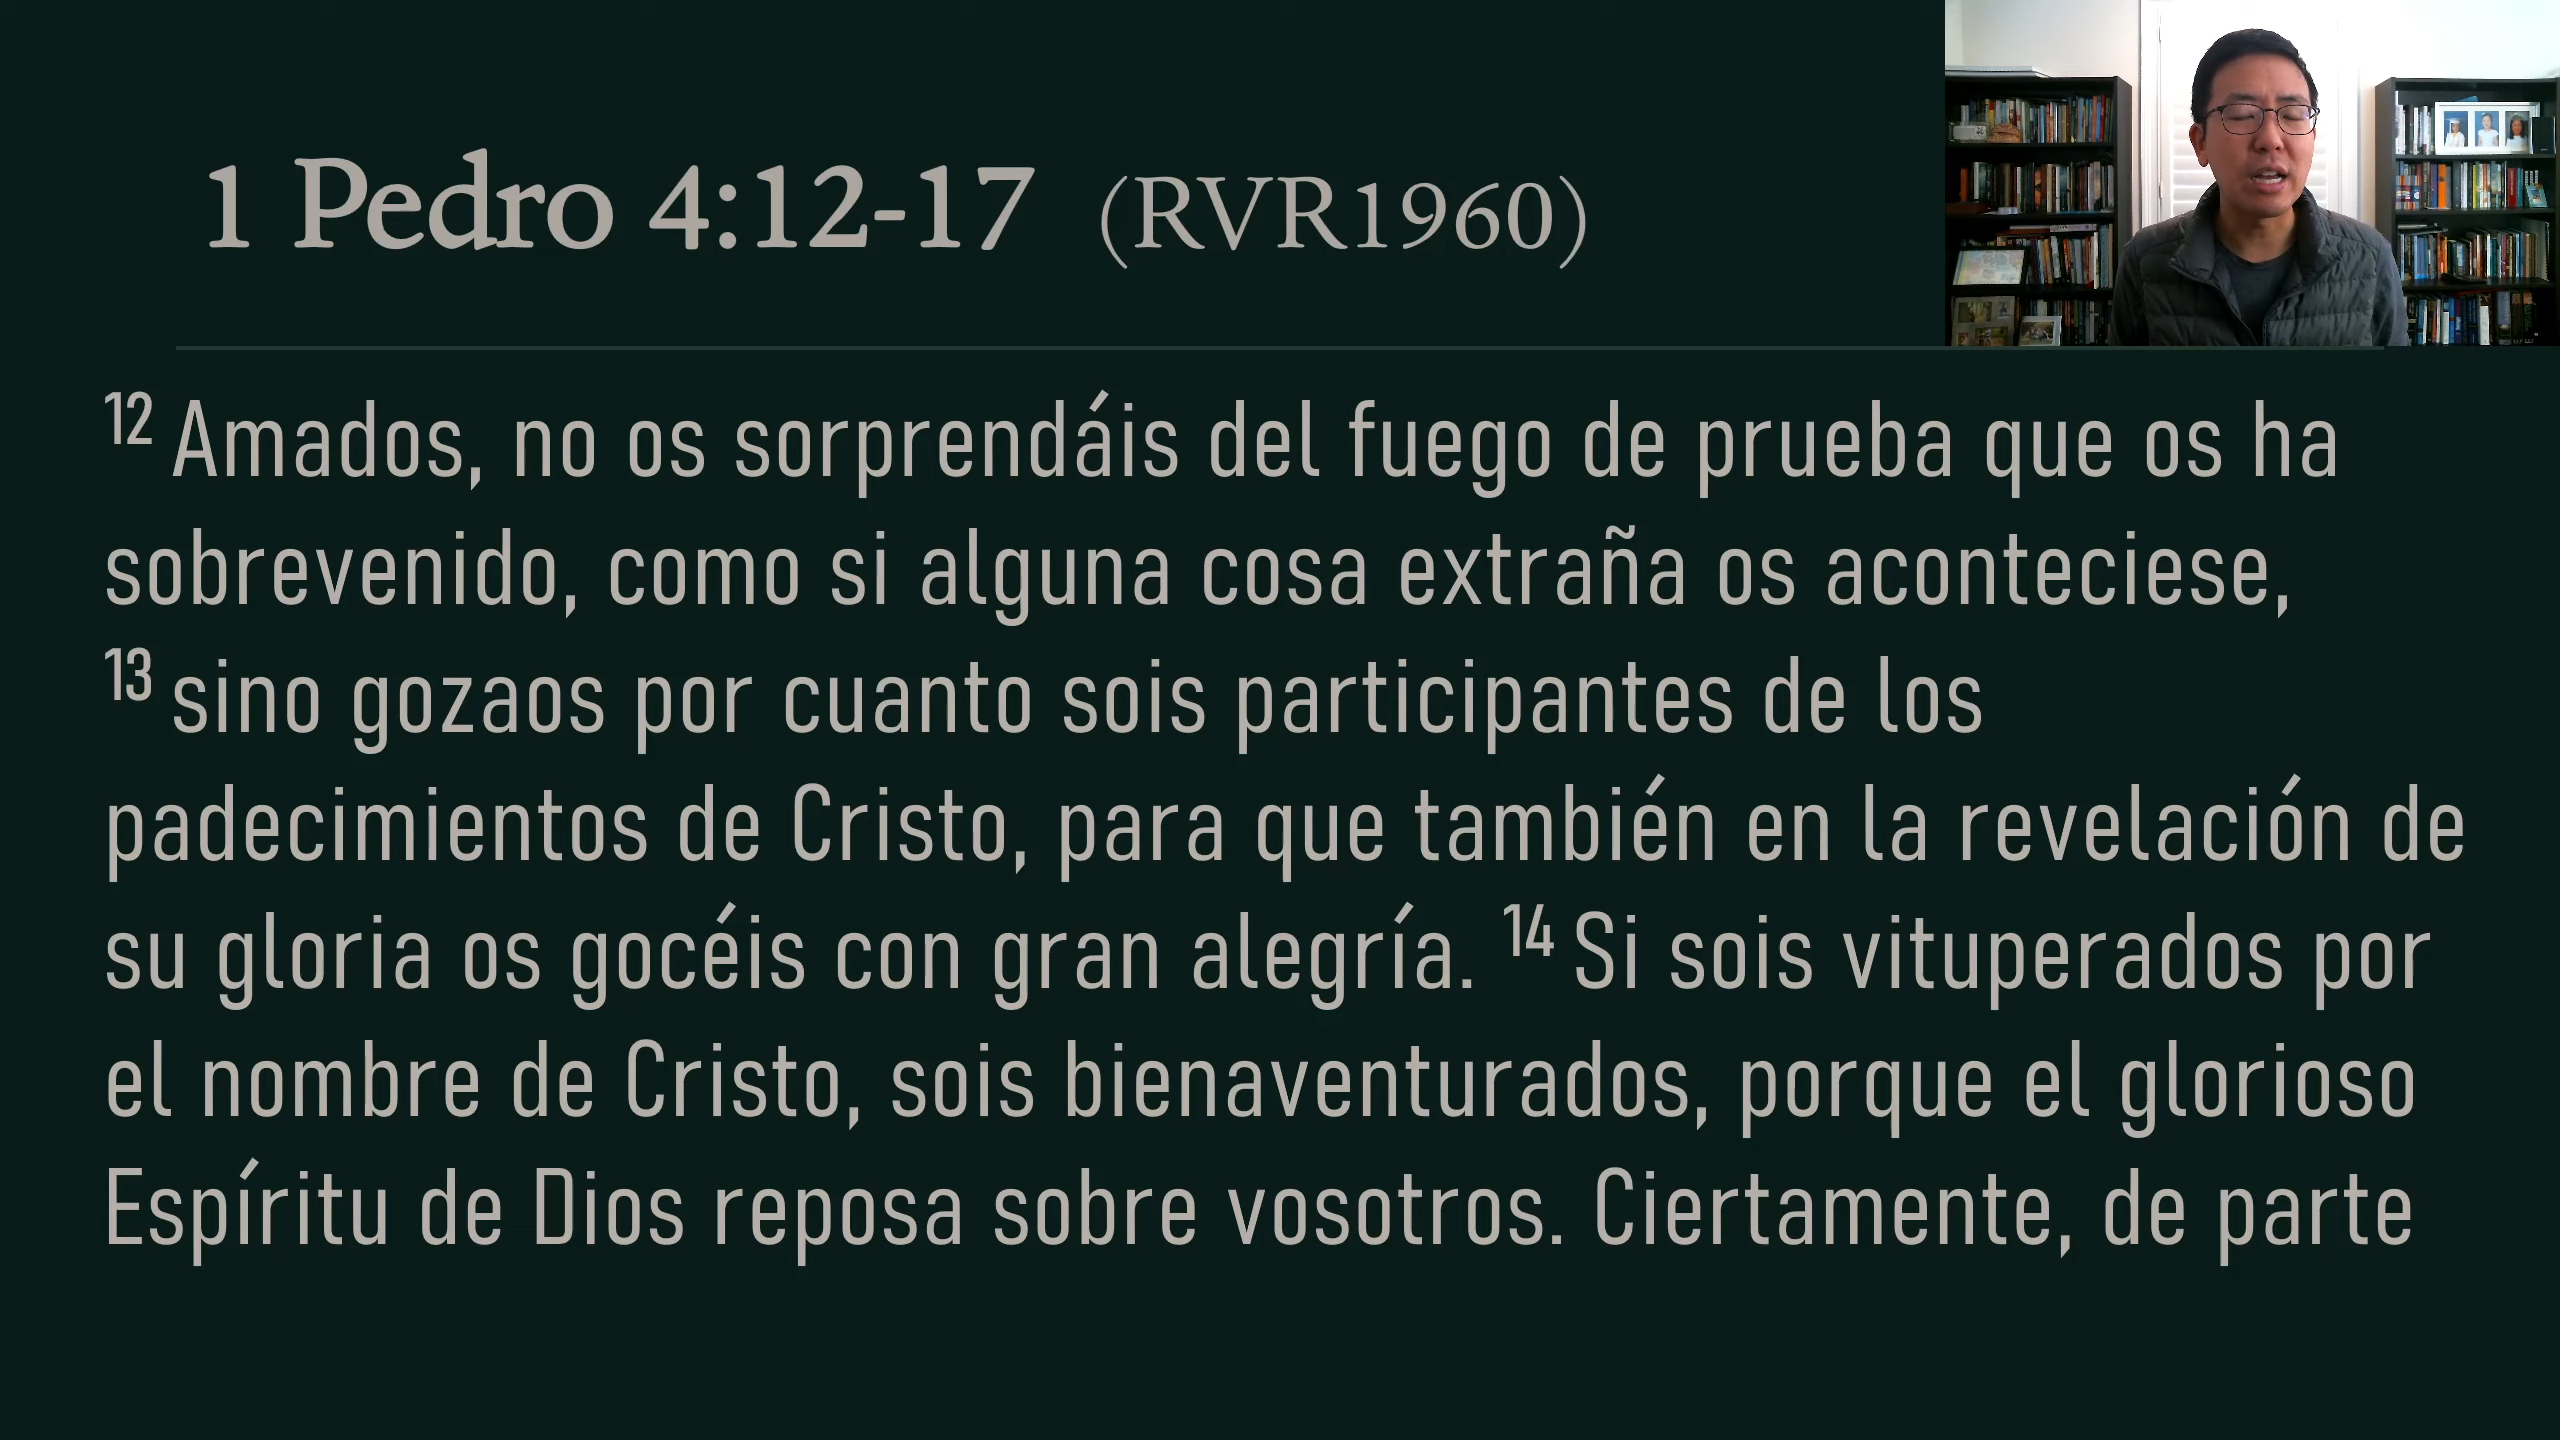 1 Pedro 4:12-17 (RVR1960)
12 Amados, no os sorprendáis del fuego de prueba que os ha
sobrevenido, como si alguna cosa extraña os aconteciese,
13 sino gozaos por cuanto sois participantes de los
padecimientos de Cristo, para que también en la revelación de
su gloria os gocéis con gran alegría. 14 Si sois vituperados por
el nombre de Cristo, sois bienaventurados, porque el glorioso
Espíritu de Dios reposa sobre vosotros. Ciertamente, de parte